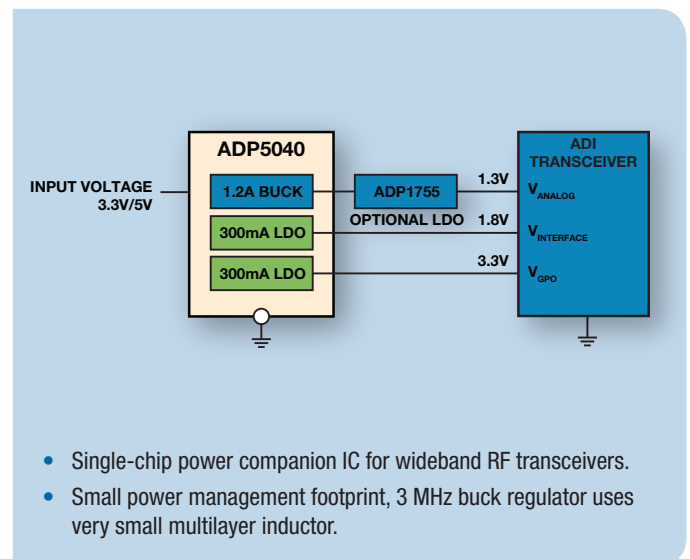 ADP5040
ADI
TRANSCEIVER
INPUT VOLTAGE
3.3V/5V
1.2A BUCK
ADP1755
1.3V
VANALOG
OPTIONAL LDO
300mA LDO
1.8V
VINTERFACE
300mA LDO
3.3V
VGPO
• Single-chip power companion IC for wideband RF transceivers.
• Small power management footprint, 3 MHz buck regulator uses
very small multilayer inductor.